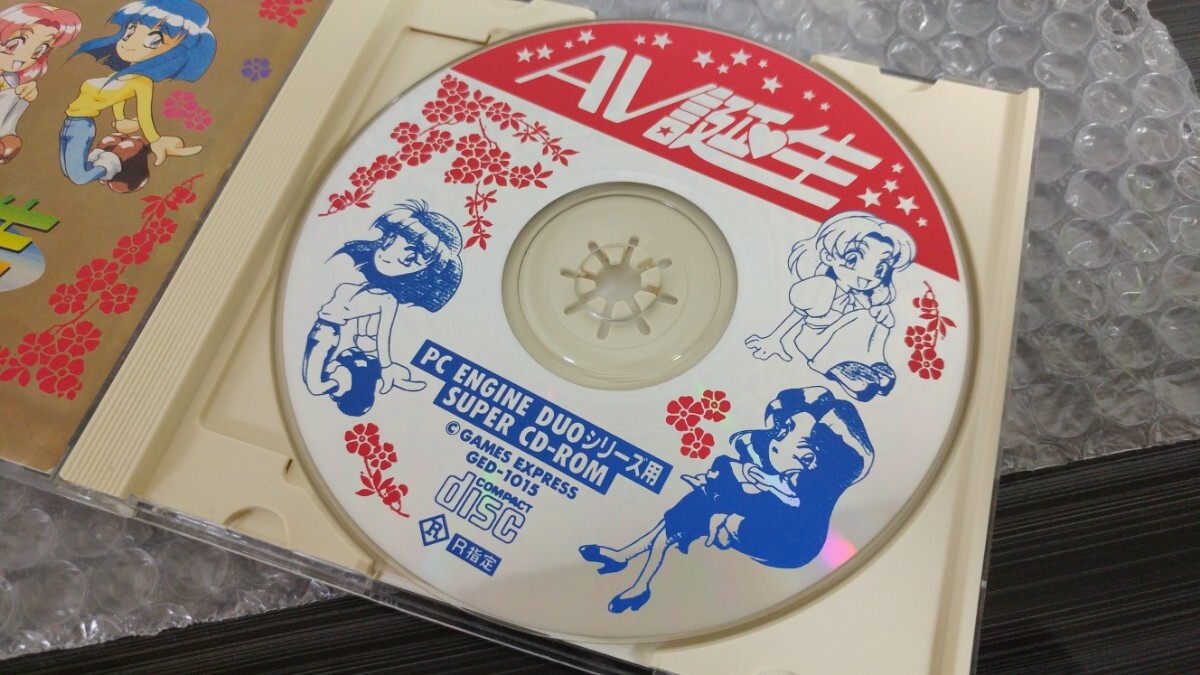 AV誕生
PC ENGINE DUOシリーズ用
SUPER CD-ROM
© GAMES EXPRESS
GED-1015
COMPACT
disc
R
R指定